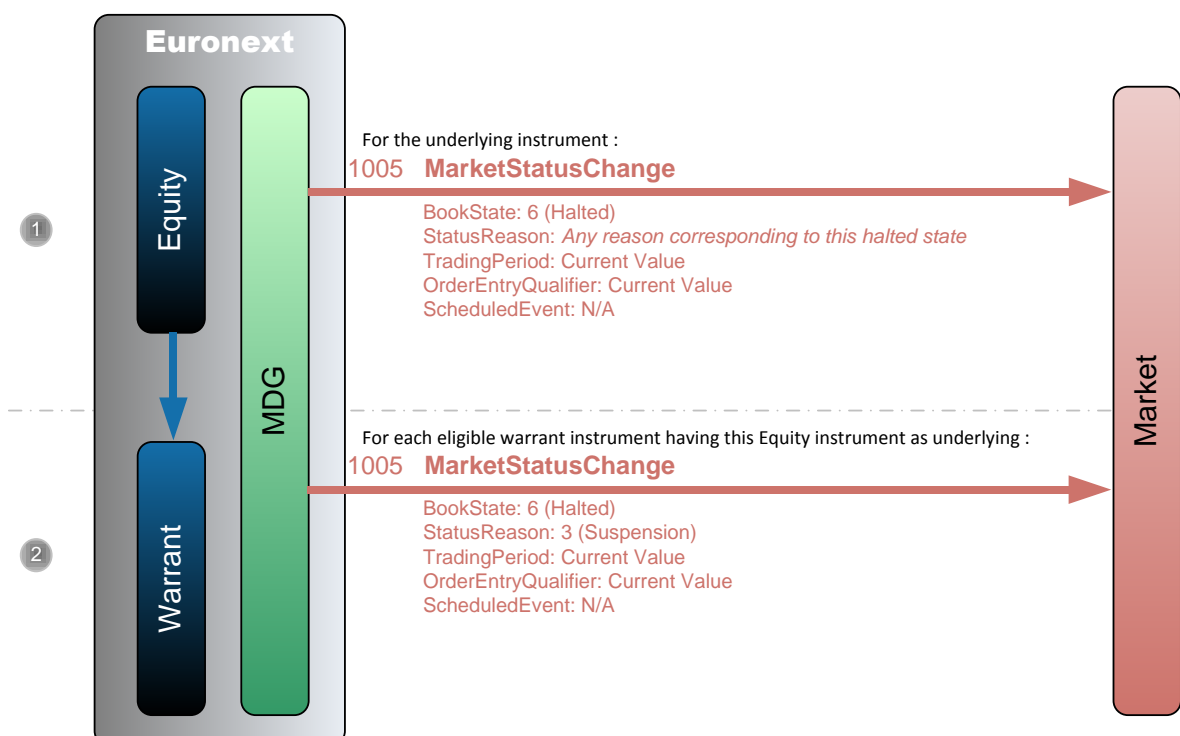 Euronext
Equity
MDG
Market
1
For the underlying instrument :
1005 MarketStatusChange
BookState: 6 (Halted)
StatusReason: Any reason corresponding to this halted state
TradingPeriod: Current Value
OrderEntryQualifier: Current Value
ScheduledEvent: N/A
Warrant
2
For each eligible warrant instrument having this Equity instrument as underlying :
1005 MarketStatusChange
BookState: 6 (Halted)
StatusReason: 3 (Suspension)
TradingPeriod: Current Value
OrderEntryQualifier: Current Value
ScheduledEvent: N/A